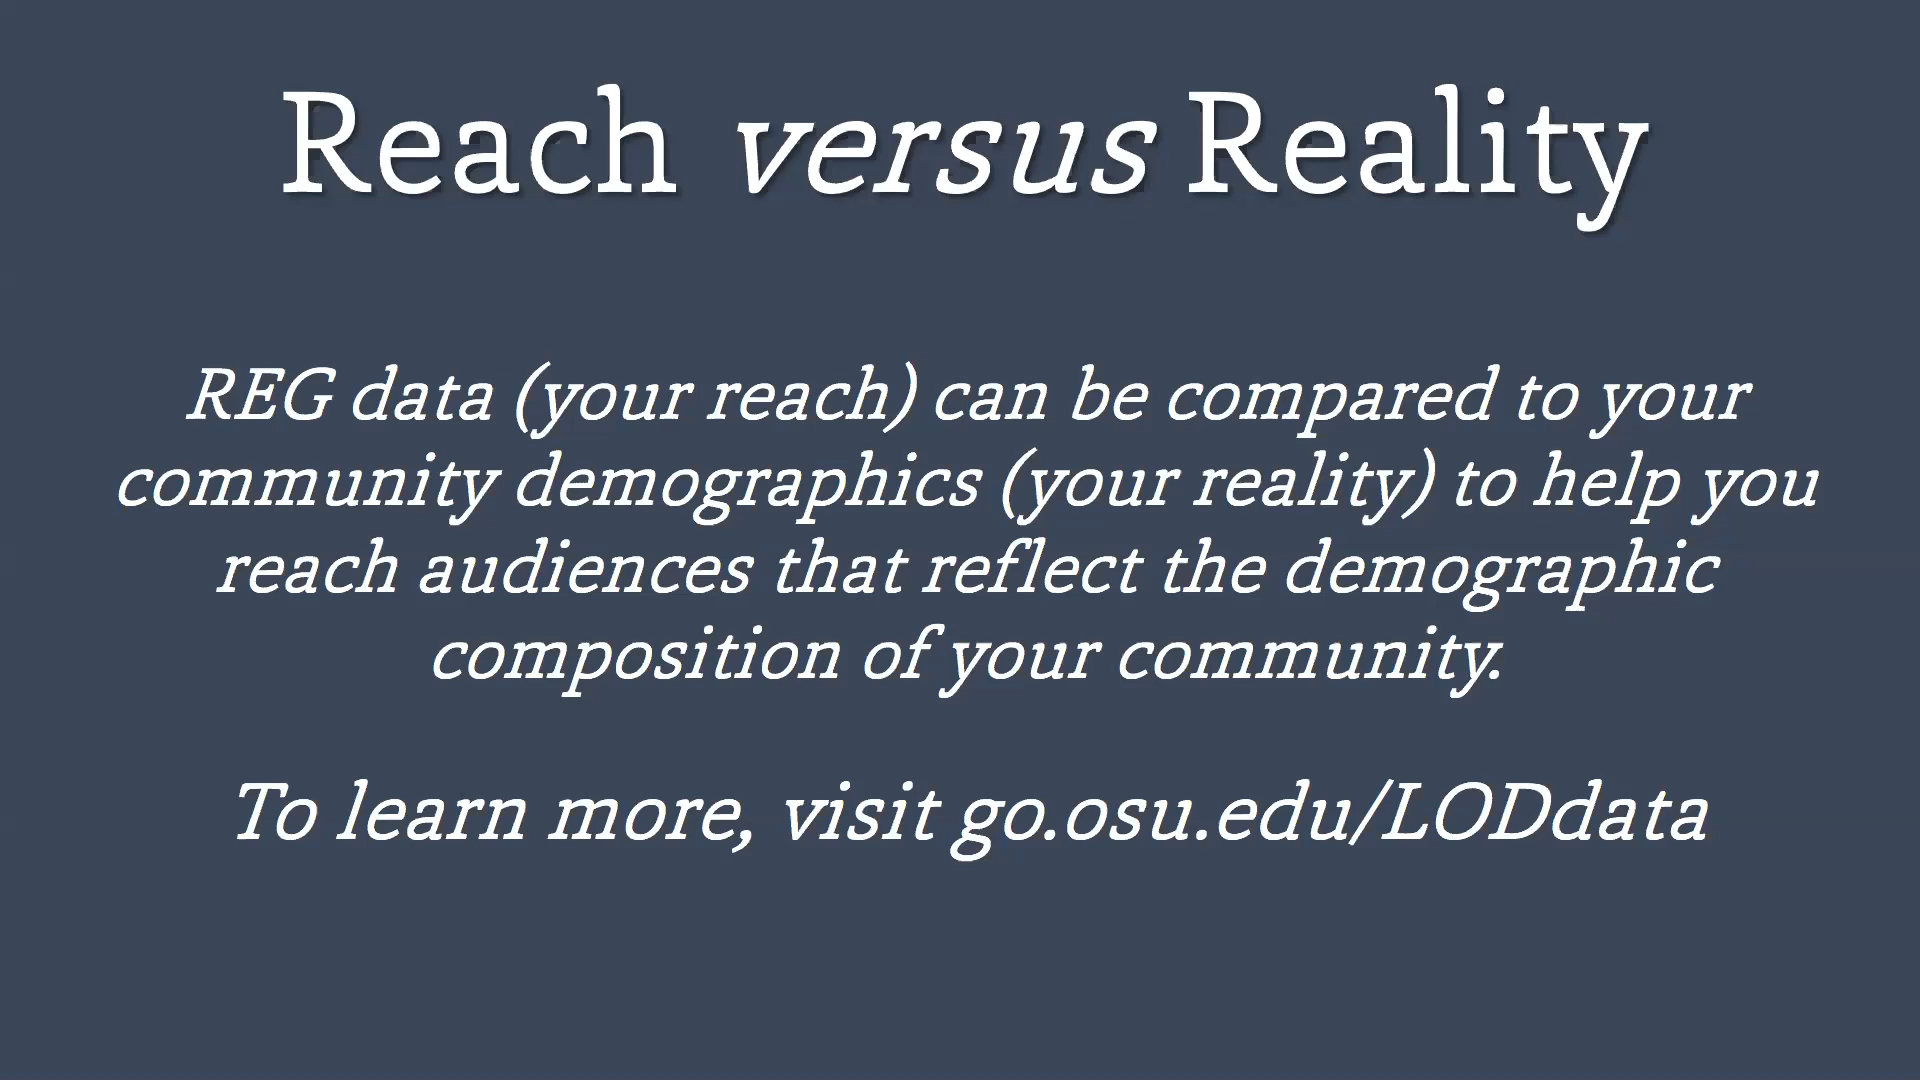 Reach versus Reality
REG data (your reach) can be compared to your
community demographics (your reality) to help you
reach audiences that reflect the demographic
composition of your community.
To learn more, visit go.osu.edu/LODdata